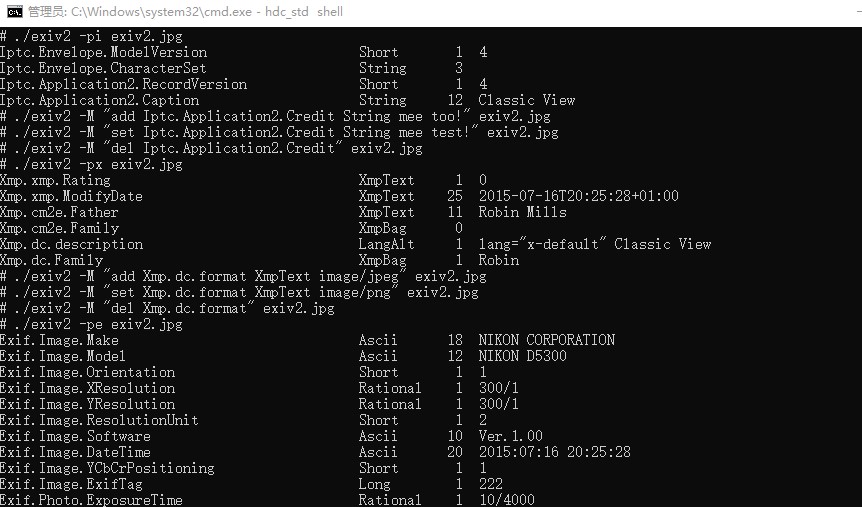 管理员: C:\Windows\system32\cmd.exe - hdc_std shell
# ./exiv2 -pi exiv2.jpg
Iptc.Envelope.ModelVersion Short 1 4
Iptc.Envelope.CharacterSet String 3
Iptc.Application2.RecordVersion Short 1 4
Iptc.Application2.Caption String 12 Classic View
# ./exiv2 -M "add Iptc.Application2.Credit String mee too!" exiv2.jpg
# ./exiv2 -M "set Iptc.Application2.Credit String mee test!" exiv2.jpg
# ./exiv2 -M "del Iptc.Application2.Credit" exiv2.jpg
# ./exiv2 -px exiv2.jpg
Xmp.xmp.Rating XmpText 1 0
Xmp.xmp.ModifyDate XmpText 25 2015-07-16T20:25:28+01:00
Xmp.cm2e.Father XmpText 11 Robin Mills
Xmp.cm2e.Family XmpBag 0
Xmp.dc.description LangAlt 1 lang="x-default" Classic View
Xmp.dc.Family XmpBag 1 Robin
# ./exiv2 -M "add Xmp.dc.format XmpText image/jpeg" exiv2.jpg
# ./exiv2 -M "set Xmp.dc.format XmpText image/png" exiv2.jpg
# ./exiv2 -M "del Xmp.dc.format" exiv2.jpg
# ./exiv2 -pe exiv2.jpg
Exif.Image.Make Ascii 18 NIKON CORPORATION
Exif.Image.Model Ascii 12 NIKON D5300
Exif.Image.Orientation Short 1 1
Exif.Image.XResolution Rational 1 300/1
Exif.Image.YResolution Rational 1 300/1
Exif.Image.ResolutionUnit Short 1 2
Exif.Image.Software Ascii 10 Ver.1.00
Exif.Image.DateTime Ascii 20 2015:07:16 20:25:28
Exif.Image.YCbCrPositioning Short 1 1
Exif.Image.ExifTag Long 1 222
Exif.Photo.ExposureTime Rational 1 10/4000